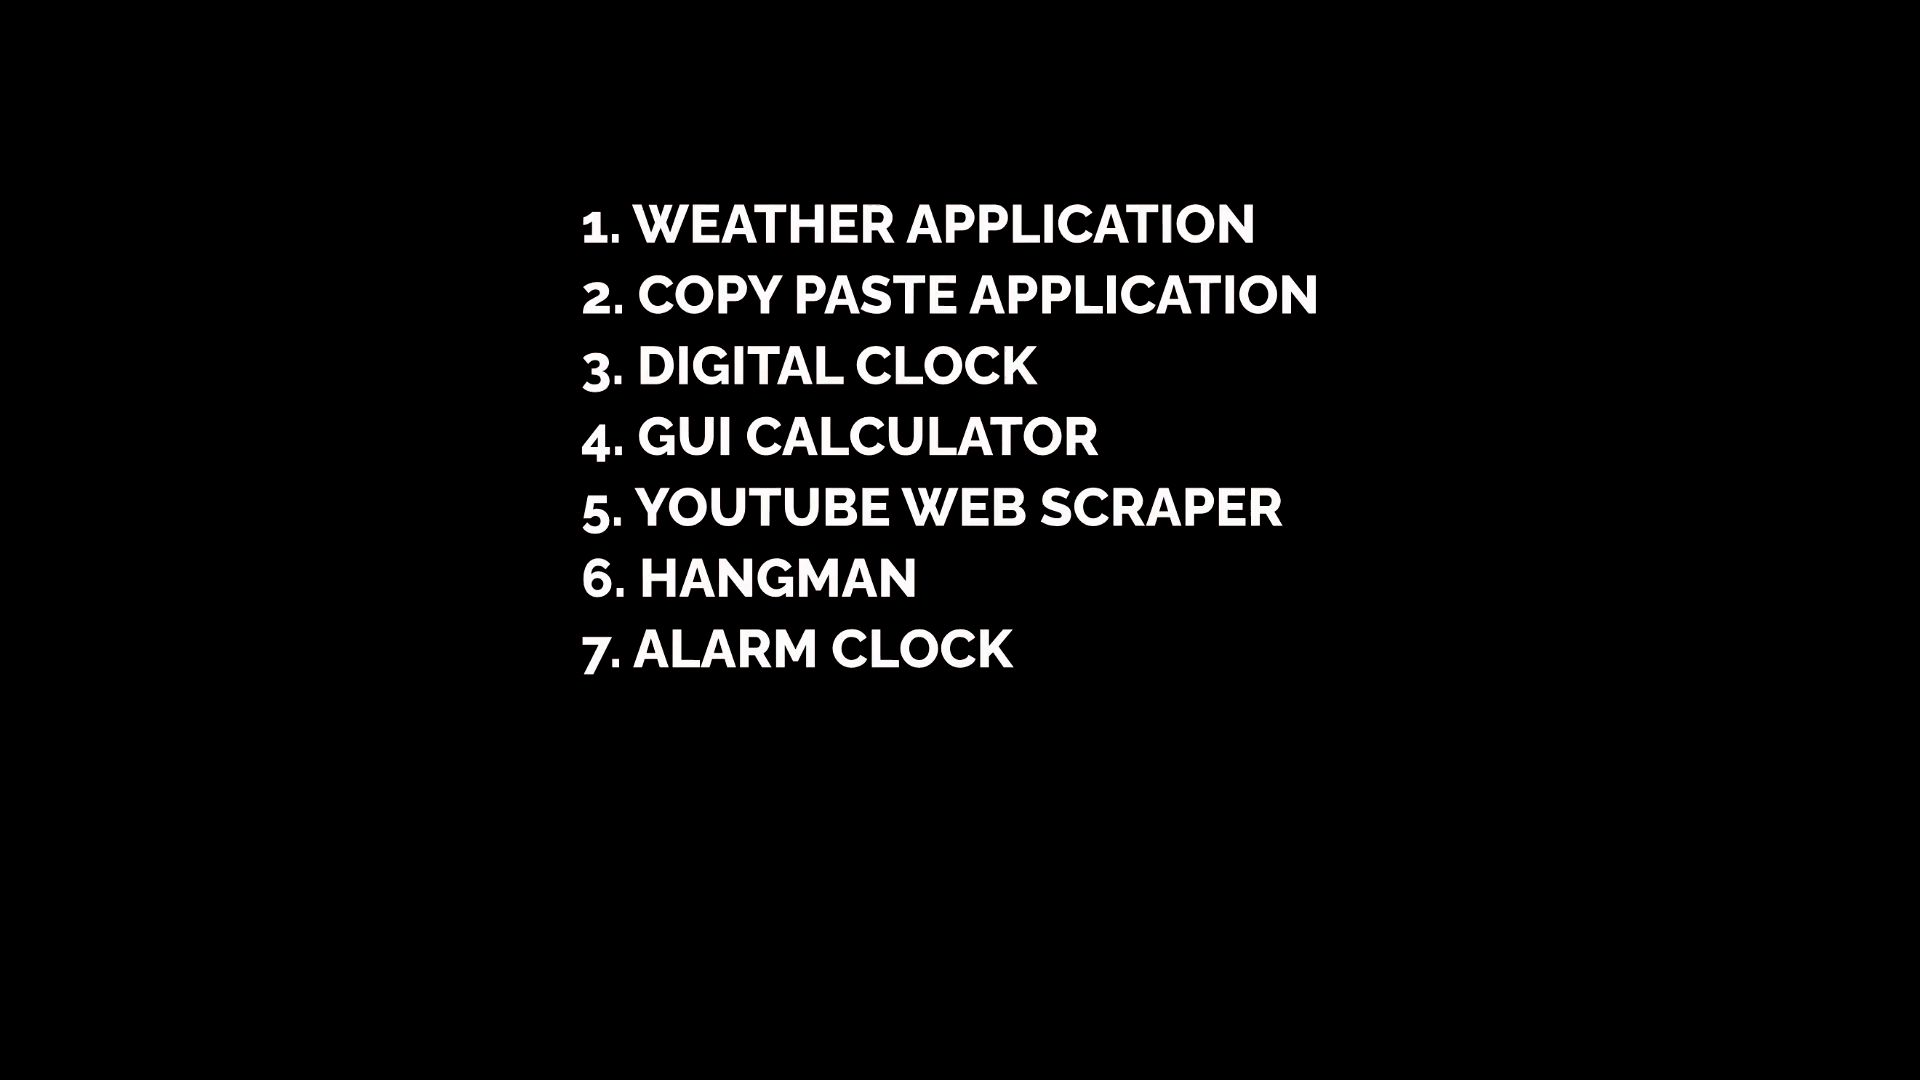 1. WEATHER APPLICATION
2. COPY PASTE APPLICATION
3. DIGITAL CLOCK
4. GUI CALCULATOR
5. YOUTUBE WEB SCRAPER
6. HANGMAN
7. ALARM CLOCK